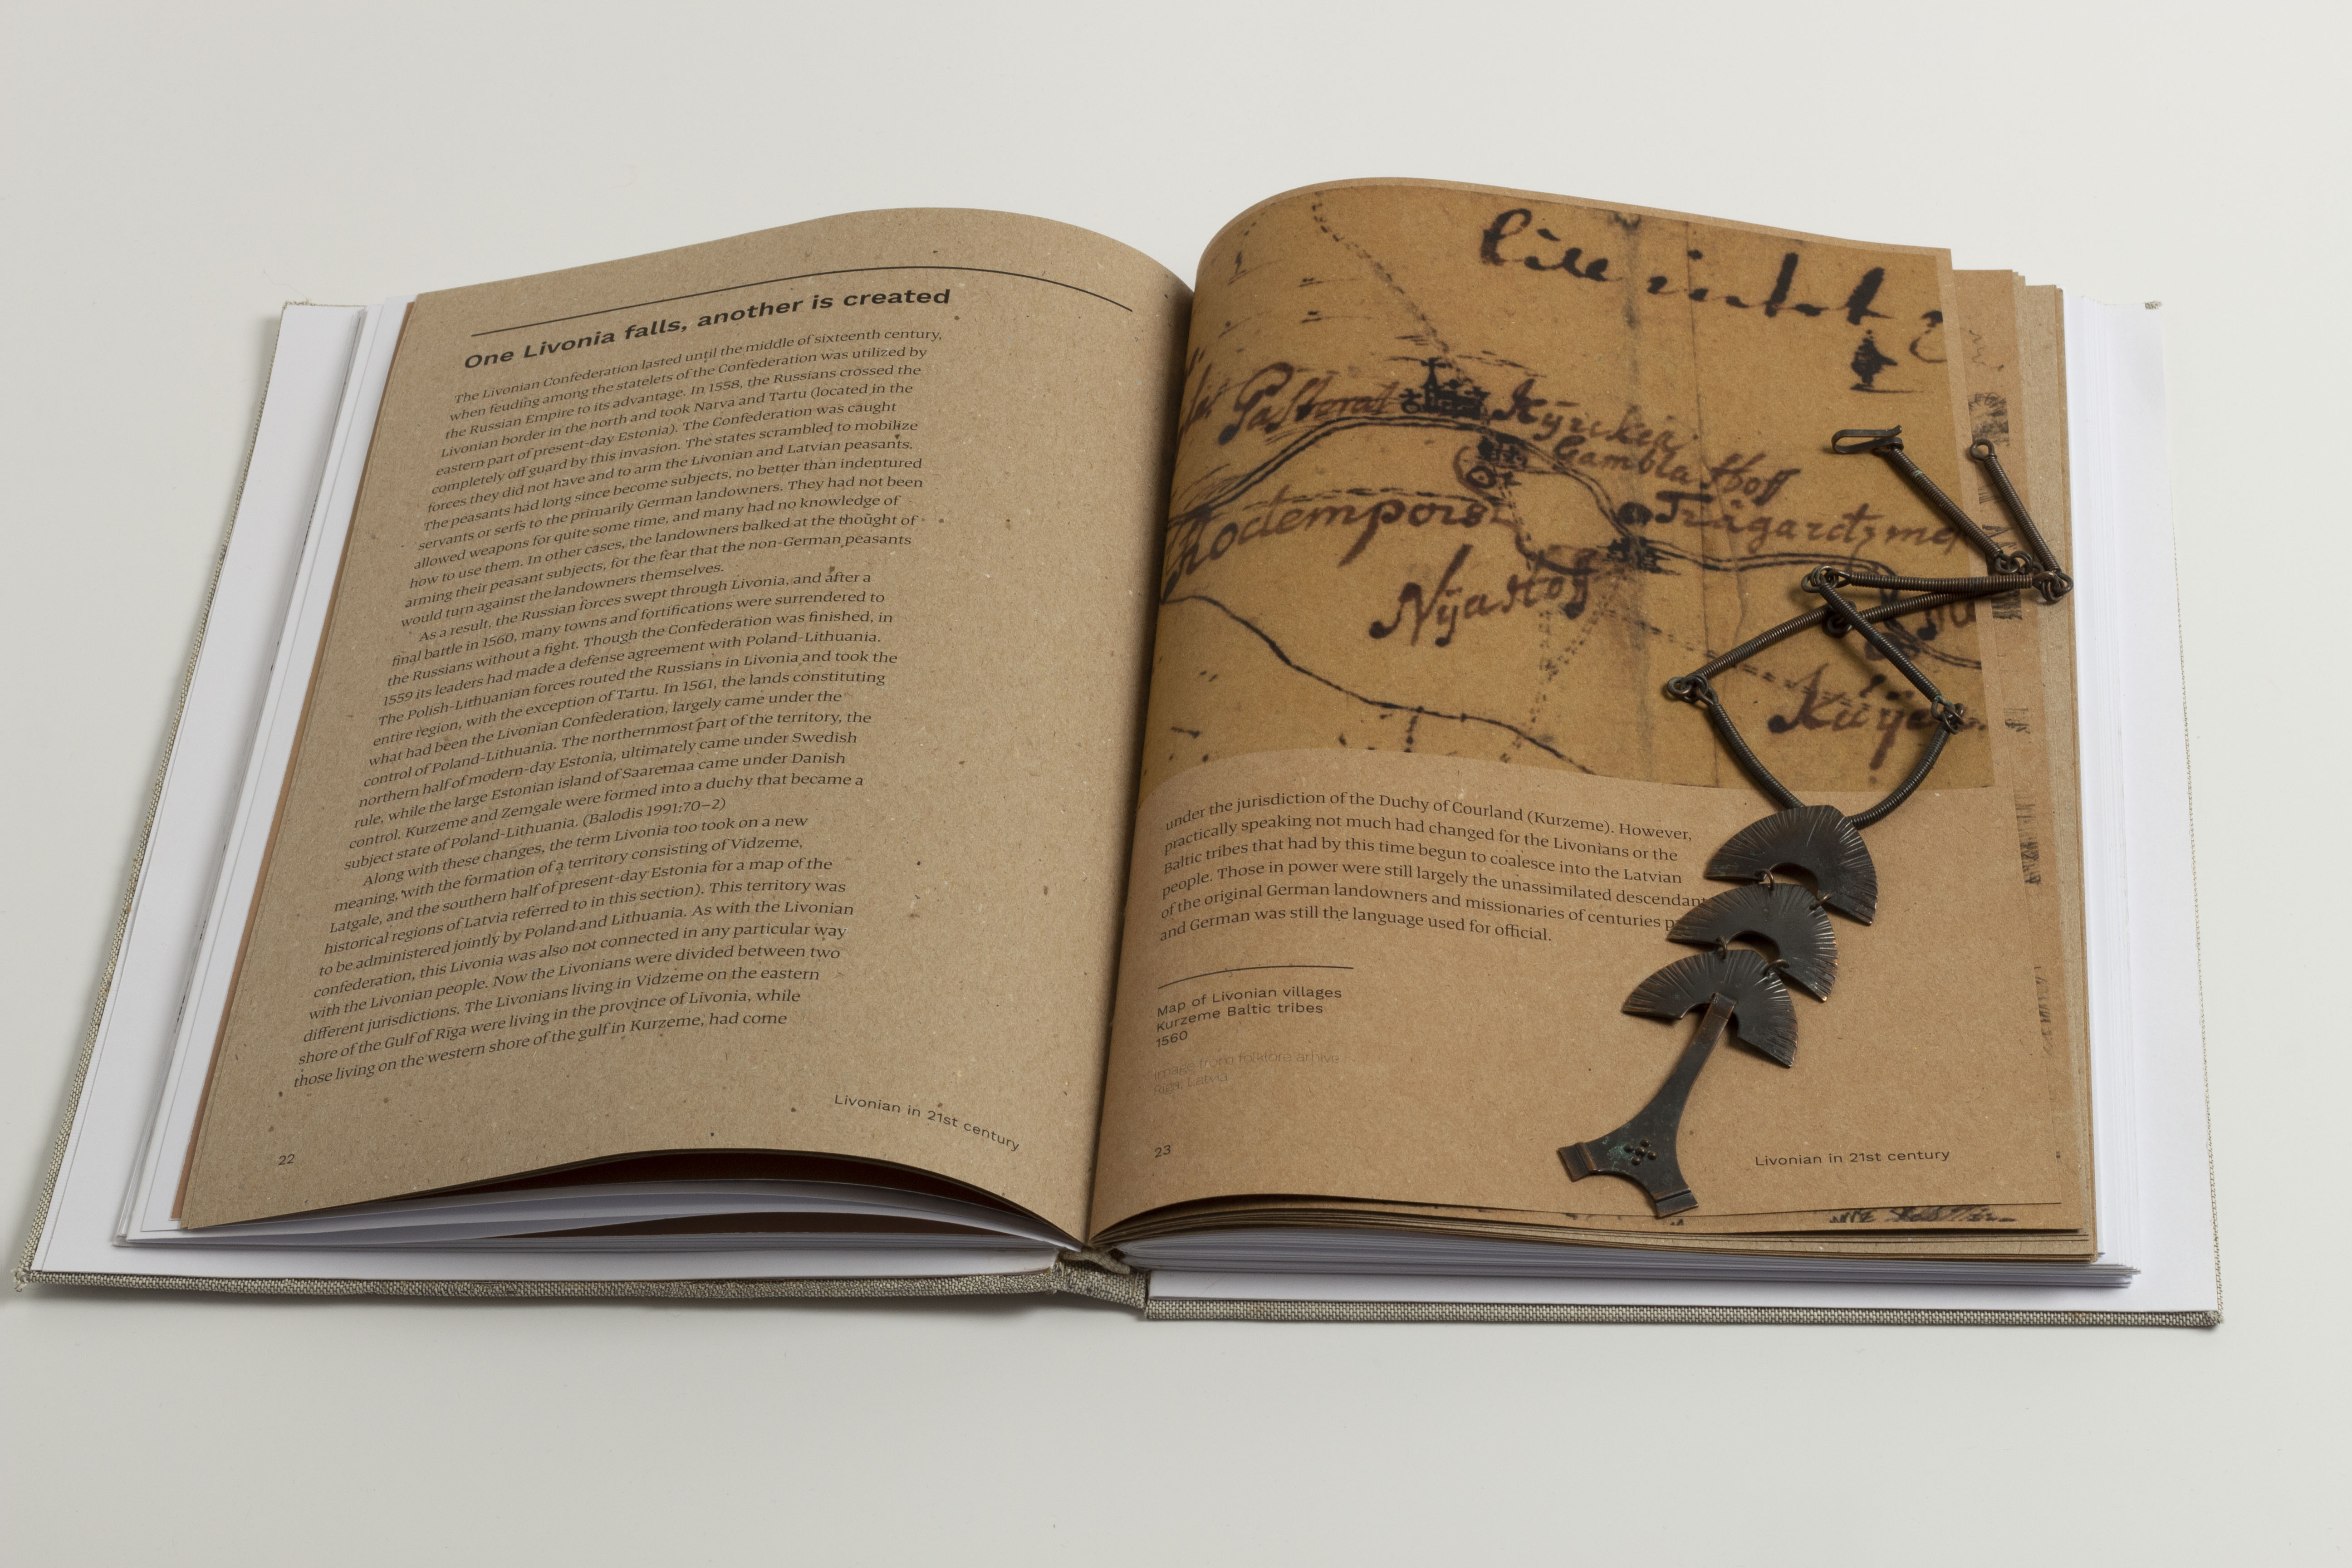 One Livonia falls, another is created
The Livonian Confederation lasted until the middle of sixteenth century,
when feuding among the statelets of the Confederation was utilized by
the Russian Empire to its advantage. In 1558, the Russians crossed the
Livonian border in the north and took Narva and Tartu (located in the
eastern part of present-day Estonia). The Confederation was caught
completely off guard by this invasion. The states scrambled to mobilize
forces they did not have and to arm the Livonian and Latvian peasants.
The peasants had long since become subjects, no better than indentured
servants or serfs to the primarily German landowners. They had not been
allowed weapons for quite some time, and many had no knowledge of
how to use them. In other cases, the landowners balked at the thought of
arming their peasant subjects, for the fear that the non-German peasants
would turn against the landowners themselves.
As a result, the Russian forces swept through Livonia, and after a
final battle in 1560, many towns and fortifications were surrendered to
the Russians without a fight. Though the Confederation was finished, in
1559 its leaders had made a defense agreement with Poland-Lithuania.
The Polish-Lithuanian forces routed the Russians in Livonia and took the
entire region, with the exception of Tartu. In 1561, the lands constituting
what had been the Livonian Confederation, largely came under the
control of Poland-Lithuania. The northernmost part of the territory, the
northern half of modern-day Estonia, ultimately came under Swedish
rule, while the large Estonian island of Saaremaa came under Danish
control. Kurzeme and Zemgale were formed into a duchy that became a
subject state of Poland-Lithuania. (Balodis 1991:70–2)
Along with these changes, the term Livonia too took on a new
meaning, with the formation of a territory consisting of Vidzeme,
Latgale, and the southern half of present-day Estonia for a map of the
historical regions of Latvia referred to in this section). This territory was
to be administered jointly by Poland and Lithuania. As with the Livonian
confederation, this Livonia was also not connected in any particular way
with the Livonian people. Now the Livonians were divided between two
different jurisdictions. The Livonians living in Vidzeme on the eastern
shore of the Gulf of Riga were living in the province of Livonia, while
those living on the western shore of the gulf in Kurzeme, had come
Livonian in 21st century
22
Pastorat
Gambla Hoff
Rodempois
Nya Hoff
under the jurisdiction of the Duchy of Courland (Kurzeme). However,
practically speaking not much had changed for the Livonians or the
Baltic tribes that had by this time begun to coalesce into the Latvian
people. Those in power were still largely the unassimilated descendan
of the original German landowners and missionaries of centuries p
and German was still the language used for official.
Map of Livonian villages
Kurzeme Baltic tribes
1560
Image from folklore arhive
Riga, Latvia
23
Livonian in 21st century